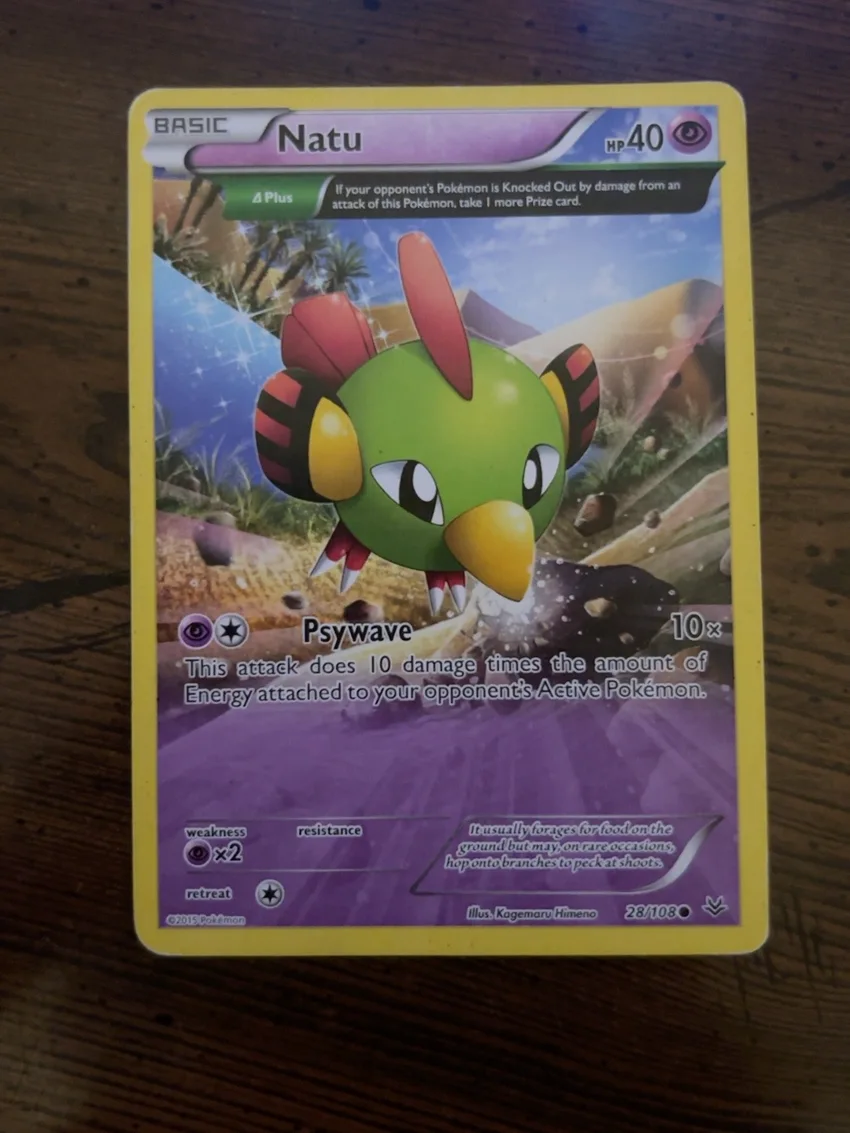 BASIC Natu HP40
Δ Plus
If your opponent's Pokémon is Knocked Out by damage from an
attack of this Pokémon, take 1 more Prize card.
Psywave 10×
This attack does 10 damage times the amount of
Energy attached to your opponent's Active Pokémon.
weakness resistance
×2
retreat
It usually forages for food on the
ground but may, on rare occasions,
hop onto branches to peck at shoots.
©2015 Pokémon
Illus. Kagemaru Himeno 28/108